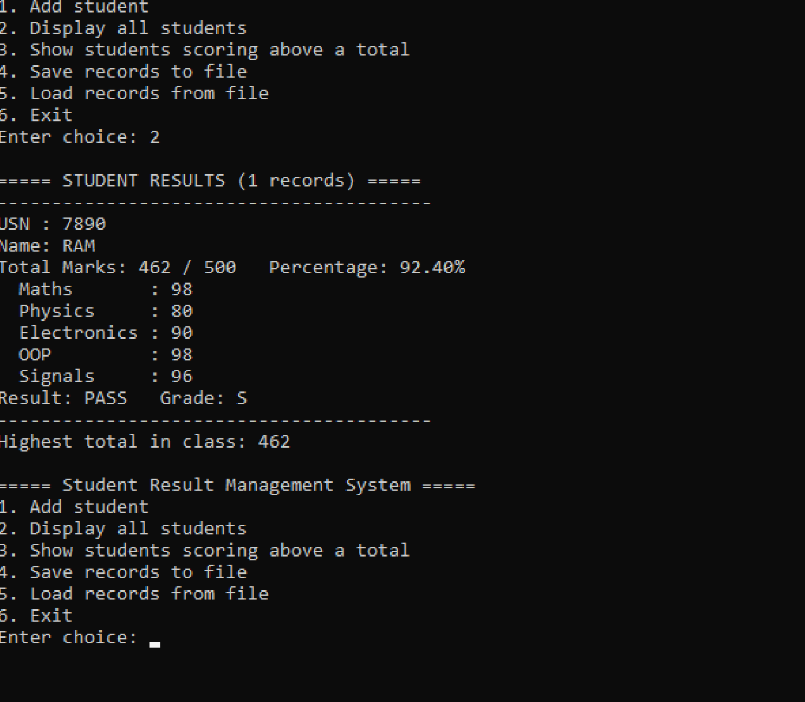 1. Add student
2. Display all students
3. Show students scoring above a total
4. Save records to file
5. Load records from file
6. Exit
Enter choice: 2
===== STUDENT RESULTS (1 records) =====
----------------------------------------
USN : 7890
Name: RAM
Total Marks: 462 / 500   Percentage: 92.40%
  Maths       : 98
  Physics     : 80
  Electronics : 90
  OOP         : 98
  Signals     : 96
Result: PASS   Grade: S
----------------------------------------
Highest total in class: 462
===== Student Result Management System =====
1. Add student
2. Display all students
3. Show students scoring above a total
4. Save records to file
5. Load records from file
6. Exit
Enter choice: